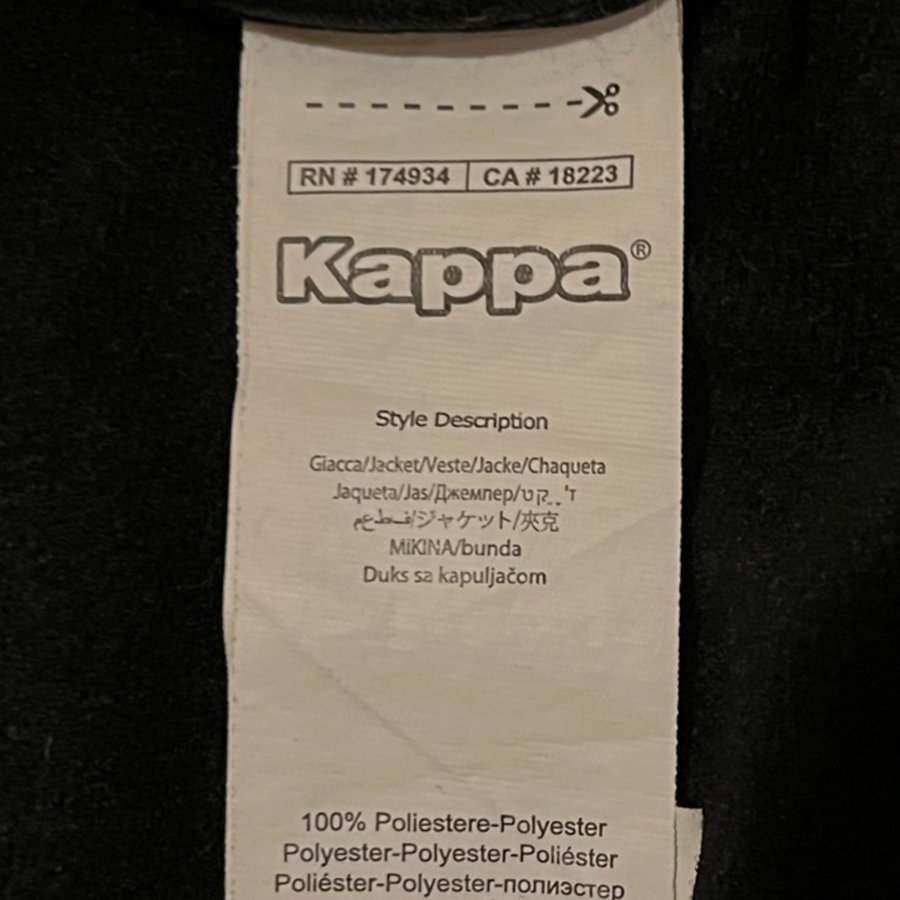 RN # 174934 CA # 18223
Kappa®
Style Description
Giacca/Jacket/Veste/Jacke/Chaqueta
Jaqueta/Jas/Джемпер/
ジャケット/夾克
MIKINA/bunda
Duks sa kapuljačom
100% Poliestere-Polyester
Polyester-Polyester-Poliéster
Poliéster-Polyester-полиэстер